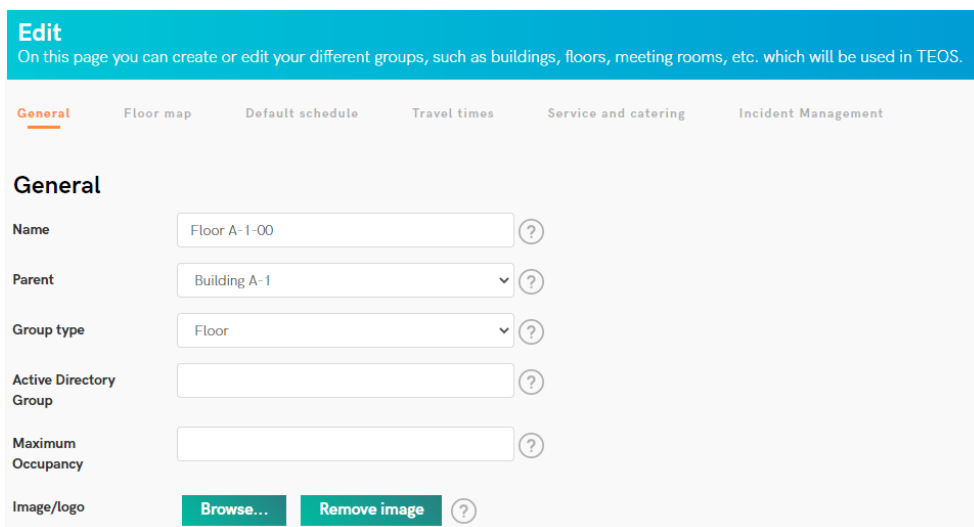 Edit
On this page you can create or edit your different groups, such as buildings, floors, meeting rooms, etc. which will be used in TEOS.
General Floor map Default schedule Travel times Service and catering Incident Management
General
Name Floor A-1-00 ?
Parent Building A-1 ?
Group type Floor ?
Active Directory
Group ?
Maximum
Occupancy ?
Image/logo Browse... Remove image ?